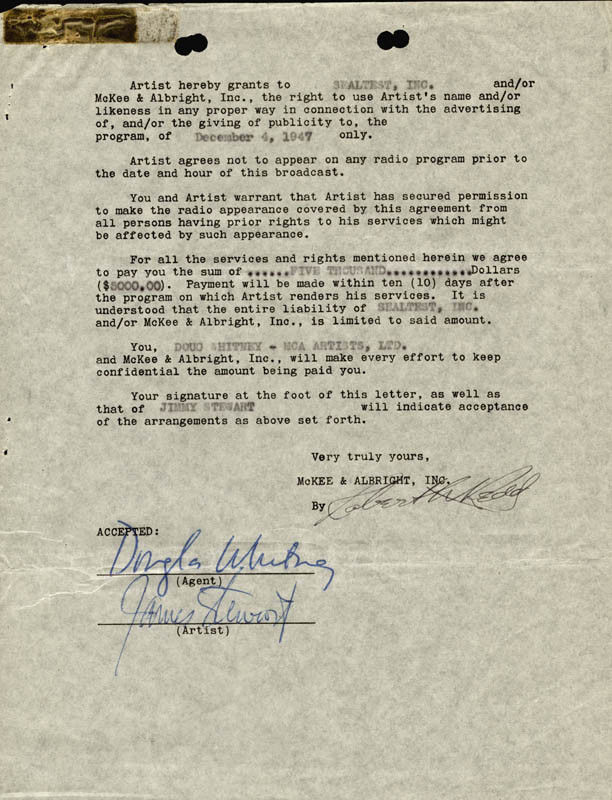 Artist hereby grants to SEALTEST, INC. and/or
McKee & Albright, Inc., the right to use Artist's name and/or
likeness in any proper way in connection with the advertising
of, and/or the giving of publicity to, the
program, of December 4, 1947 only.
Artist agrees not to appear on any radio program prior to
the date and hour of this broadcast.
You and Artist warrant that Artist has secured permission
to make the radio appearance covered by this agreement from
all persons having prior rights to his services which might
be affected by such appearance.
For all the services and rights mentioned herein we agree
to pay you the sum of ......FIVE THOUSAND............Dollars
($5000.00). Payment will be made within ten (10) days after
the program on which Artist renders his services. It is
understood that the entire liability of SEALTEST, INC.
and/or McKee & Albright, Inc., is limited to said amount.
You, DOUG WHITNEY - MCA ARTISTS, LTD.
and McKee & Albright, Inc., will make every effort to keep
confidential the amount being paid you.
Your signature at the foot of this letter, as well as
that of JIMMY STEWART will indicate acceptance
of the arrangements as above set forth.
Very truly yours,
McKEE & ALBRIGHT, INC.
By Robert
ACCEPTED:
Douglas Whitney
(Agent)
James Stewart
(Artist)